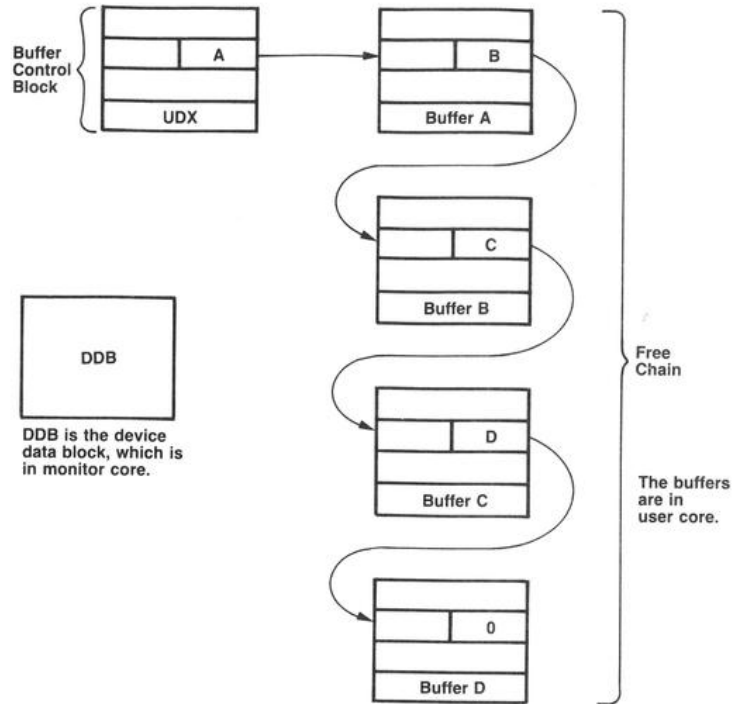 Buffer
Control
Block
A
UDX
B
Buffer A
C
Buffer B
DDB
DDB is the device
data block, which is
in monitor core.
D
Buffer C
0
Buffer D
Free
Chain
The buffers
are in
user core.